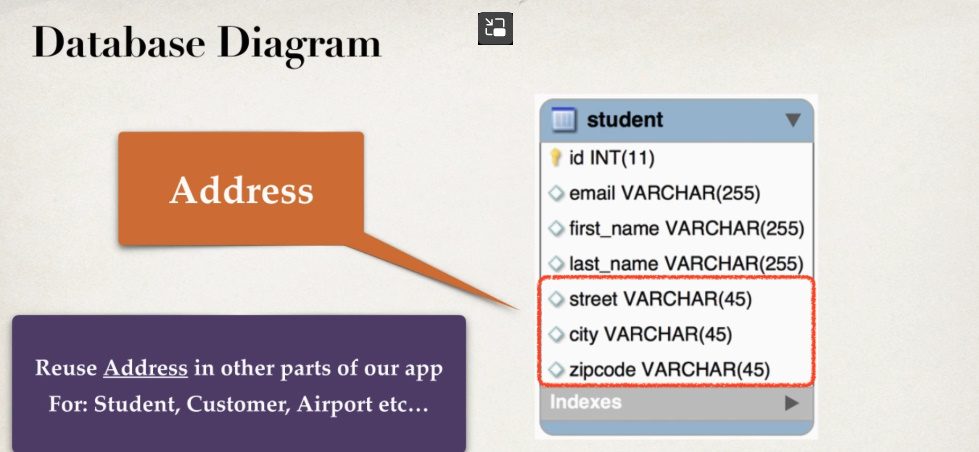 Database Diagram
Address
Reuse Address in other parts of our app
For: Student, Customer, Airport etc...
student
id INT(11)
email VARCHAR(255)
first_name VARCHAR(255)
last_name VARCHAR(255)
street VARCHAR(45)
city VARCHAR(45)
zipcode VARCHAR(45)
Indexes